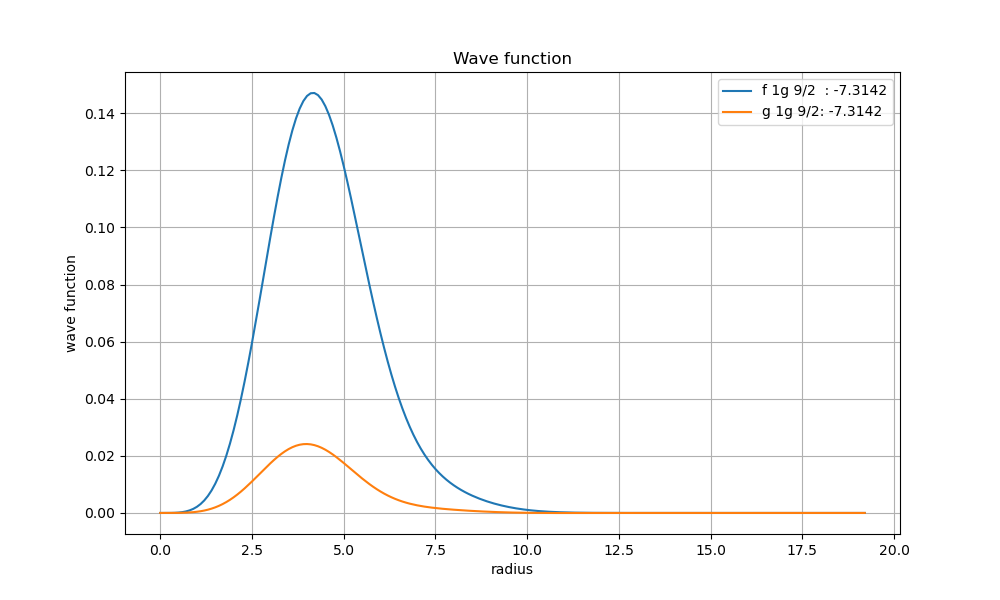 Wave function
f 1g 9/2  : -7.3142
g 1g 9/2: -7.3142
wave function
0.14
0.12
0.10
0.08
0.06
0.04
0.02
0.00
0.0 2.5 5.0 7.5 10.0 12.5 15.0 17.5 20.0
radius